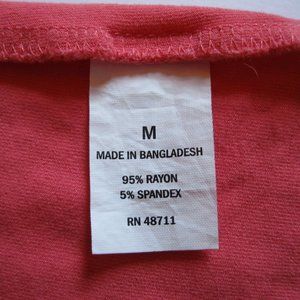 M
MADE IN BANGLADESH
95% RAYON
5% SPANDEX
RN 48711